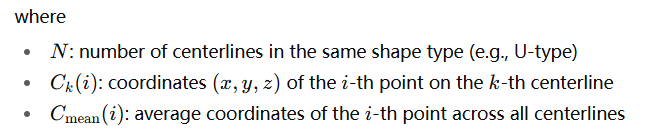 where
• N: number of centerlines in the same shape type (e.g., U-type)
• Cₖ(i): coordinates (x, y, z) of the i-th point on the k-th centerline
• C_mean(i): average coordinates of the i-th point across all centerlines